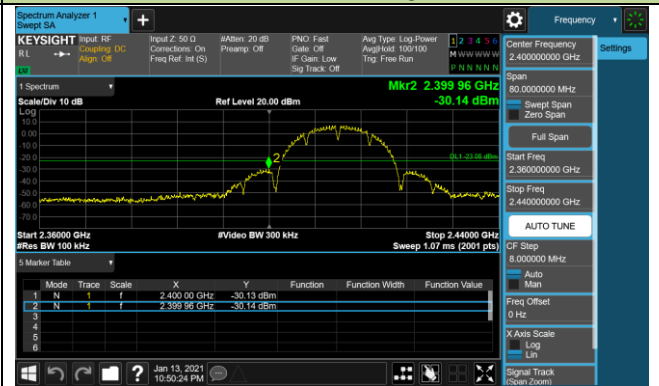 Spectrum Analyzer 1
Swept SA
+
Frequency
KEYSIGHT Input: RF Input Z: 50 Ω #Atten: 20 dB PNO: Fast Avg Type: Log-Power 1 2 3 4 5 6
RL Coupling: DC Corrections: On Preamp: Off Gate: Off Avg|Hold: 100/100 M W W W W W
Align: Off Freq Ref: Int (S) IF Gain: Low Trig: Free Run
Sig Track: Off P N N N N N
LXI
1 Spectrum
Mkr2 2.399 96 GHz
Scale/Div 10 dB Ref Level 20.00 dBm -30.14 dBm
Log
10.0
0.00
-10.0
-20.0
-30.0
-40.0
-50.0
-60.0
-70.0
2
DL1 -23.06 dBm
Start 2.36000 GHz #Video BW 300 kHz Stop 2.44000 GHz
#Res BW 100 kHz Sweep 1.07 ms (2001 pts)
5 Marker Table
Mode Trace Scale X Y Function Function Width Function Value
1 N 1 f 2.400 00 GHz -30.13 dBm
2 N 1 f 2.399 96 GHz -30.14 dBm
3
4
5
6
Jan 13, 2021
10:50:24 PM
?
Center Frequency
2.400000000 GHz
Settings
Span
80.0000000 MHz
Swept Span
Zero Span
Full Span
Start Freq
2.360000000 GHz
Stop Freq
2.440000000 GHz
AUTO TUNE
CF Step
8.000000 MHz
Auto
Man
Freq Offset
0 Hz
X Axis Scale
Log
Lin
Signal Track
(Span Zoom)